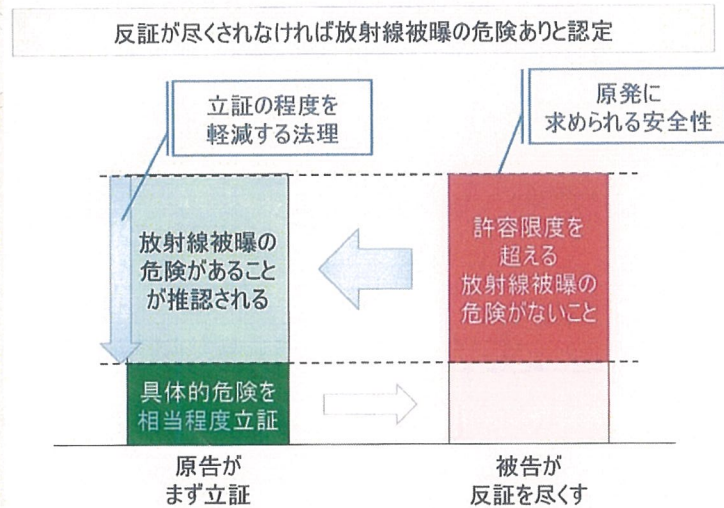 反証が尽くされなければ放射線被曝の危険ありと認定
立証の程度を
軽減する法理
原発に
求められる安全性
放射線被曝の
危険があること
が推認される
許容限度を
超える
放射線被曝の
危険がないこと
具体的危険を
相当程度立証
原告が
まず立証
被告が
反証を尽くす